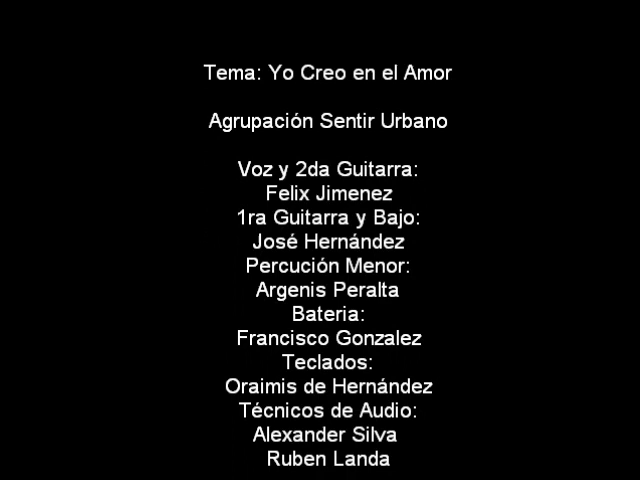 Tema: Yo Creo en el Amor
Agrupación Sentir Urbano
Voz y 2da Guitarra:
Felix Jimenez
1ra Guitarra y Bajo:
José Hernández
Percución Menor:
Argenis Peralta
Bateria:
Francisco Gonzalez
Teclados:
Oraimis de Hernández
Técnicos de Audio:
Alexander Silva
Ruben Landa